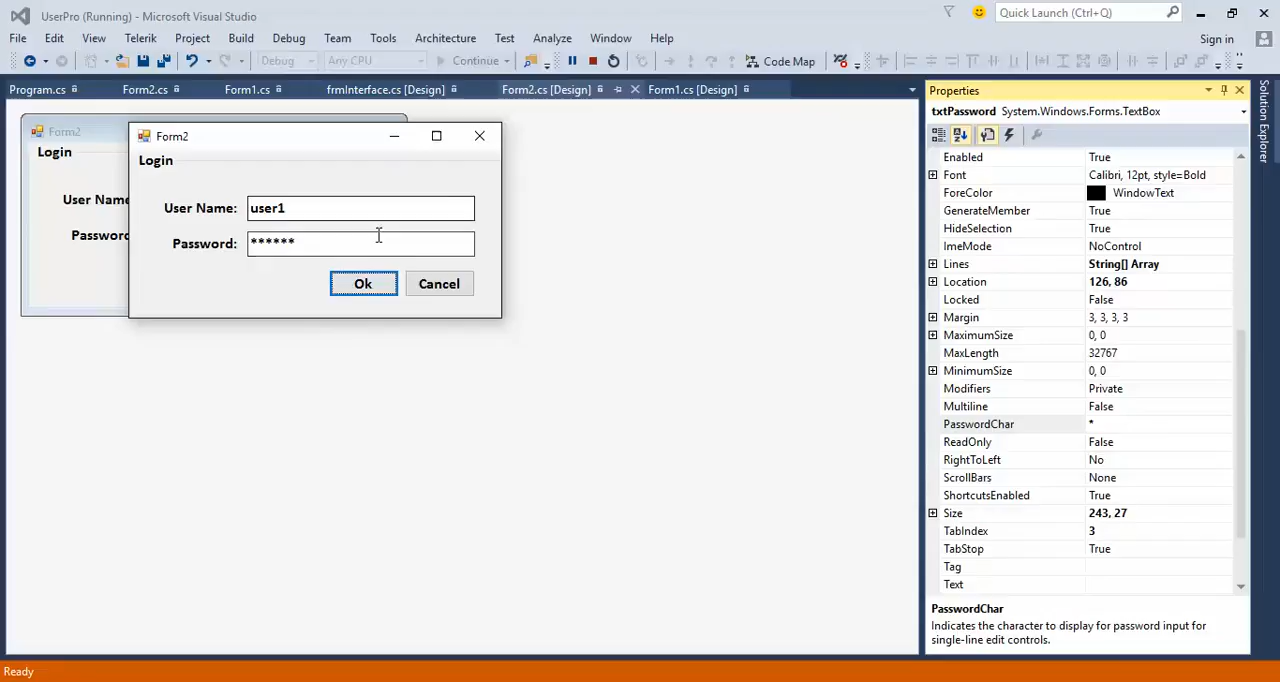 UserPro (Running) - Microsoft Visual Studio
Quick Launch (Ctrl+Q)
File Edit View Telerik Project Build Debug Team Tools Architecture Test Analyze Window Help
Sign in
Debug Any CPU Continue Code Map
Program.cs Form2.cs Form1.cs frmInterface.cs [Design] Form2.cs [Design] Form1.cs [Design]
Form2
Login
User Name
Password
Form2
Login
User Name: user1
Password: ******
Ok Cancel
Properties
txtPassword System.Windows.Forms.TextBox
Enabled True
Font Calibri, 12pt, style=Bold
ForeColor WindowText
GenerateMember True
HideSelection True
ImeMode NoControl
Lines String[] Array
Location 126, 86
Locked False
Margin 3, 3, 3, 3
MaximumSize 0, 0
MaxLength 32767
MinimumSize 0, 0
Modifiers Private
Multiline False
PasswordChar *
ReadOnly False
RightToLeft No
ScrollBars None
ShortcutsEnabled True
Size 243, 27
TabIndex 3
TabStop True
Tag
Text
PasswordChar
Indicates the character to display for password input for
single-line edit controls.
Solution Explorer
Ready